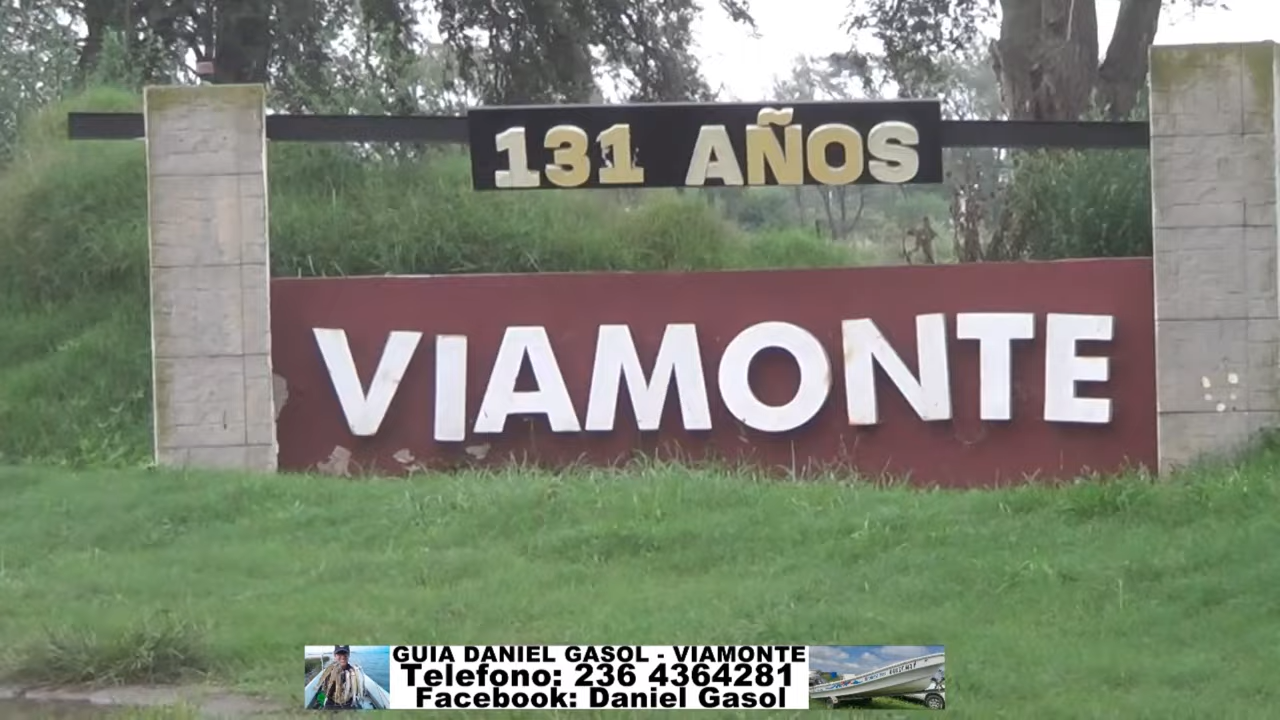 131 AÑOS
VIAMONTE
GUIA DANIEL GASOL - VIAMONTE
Telefono: 236 4364281
Facebook: Daniel Gasol